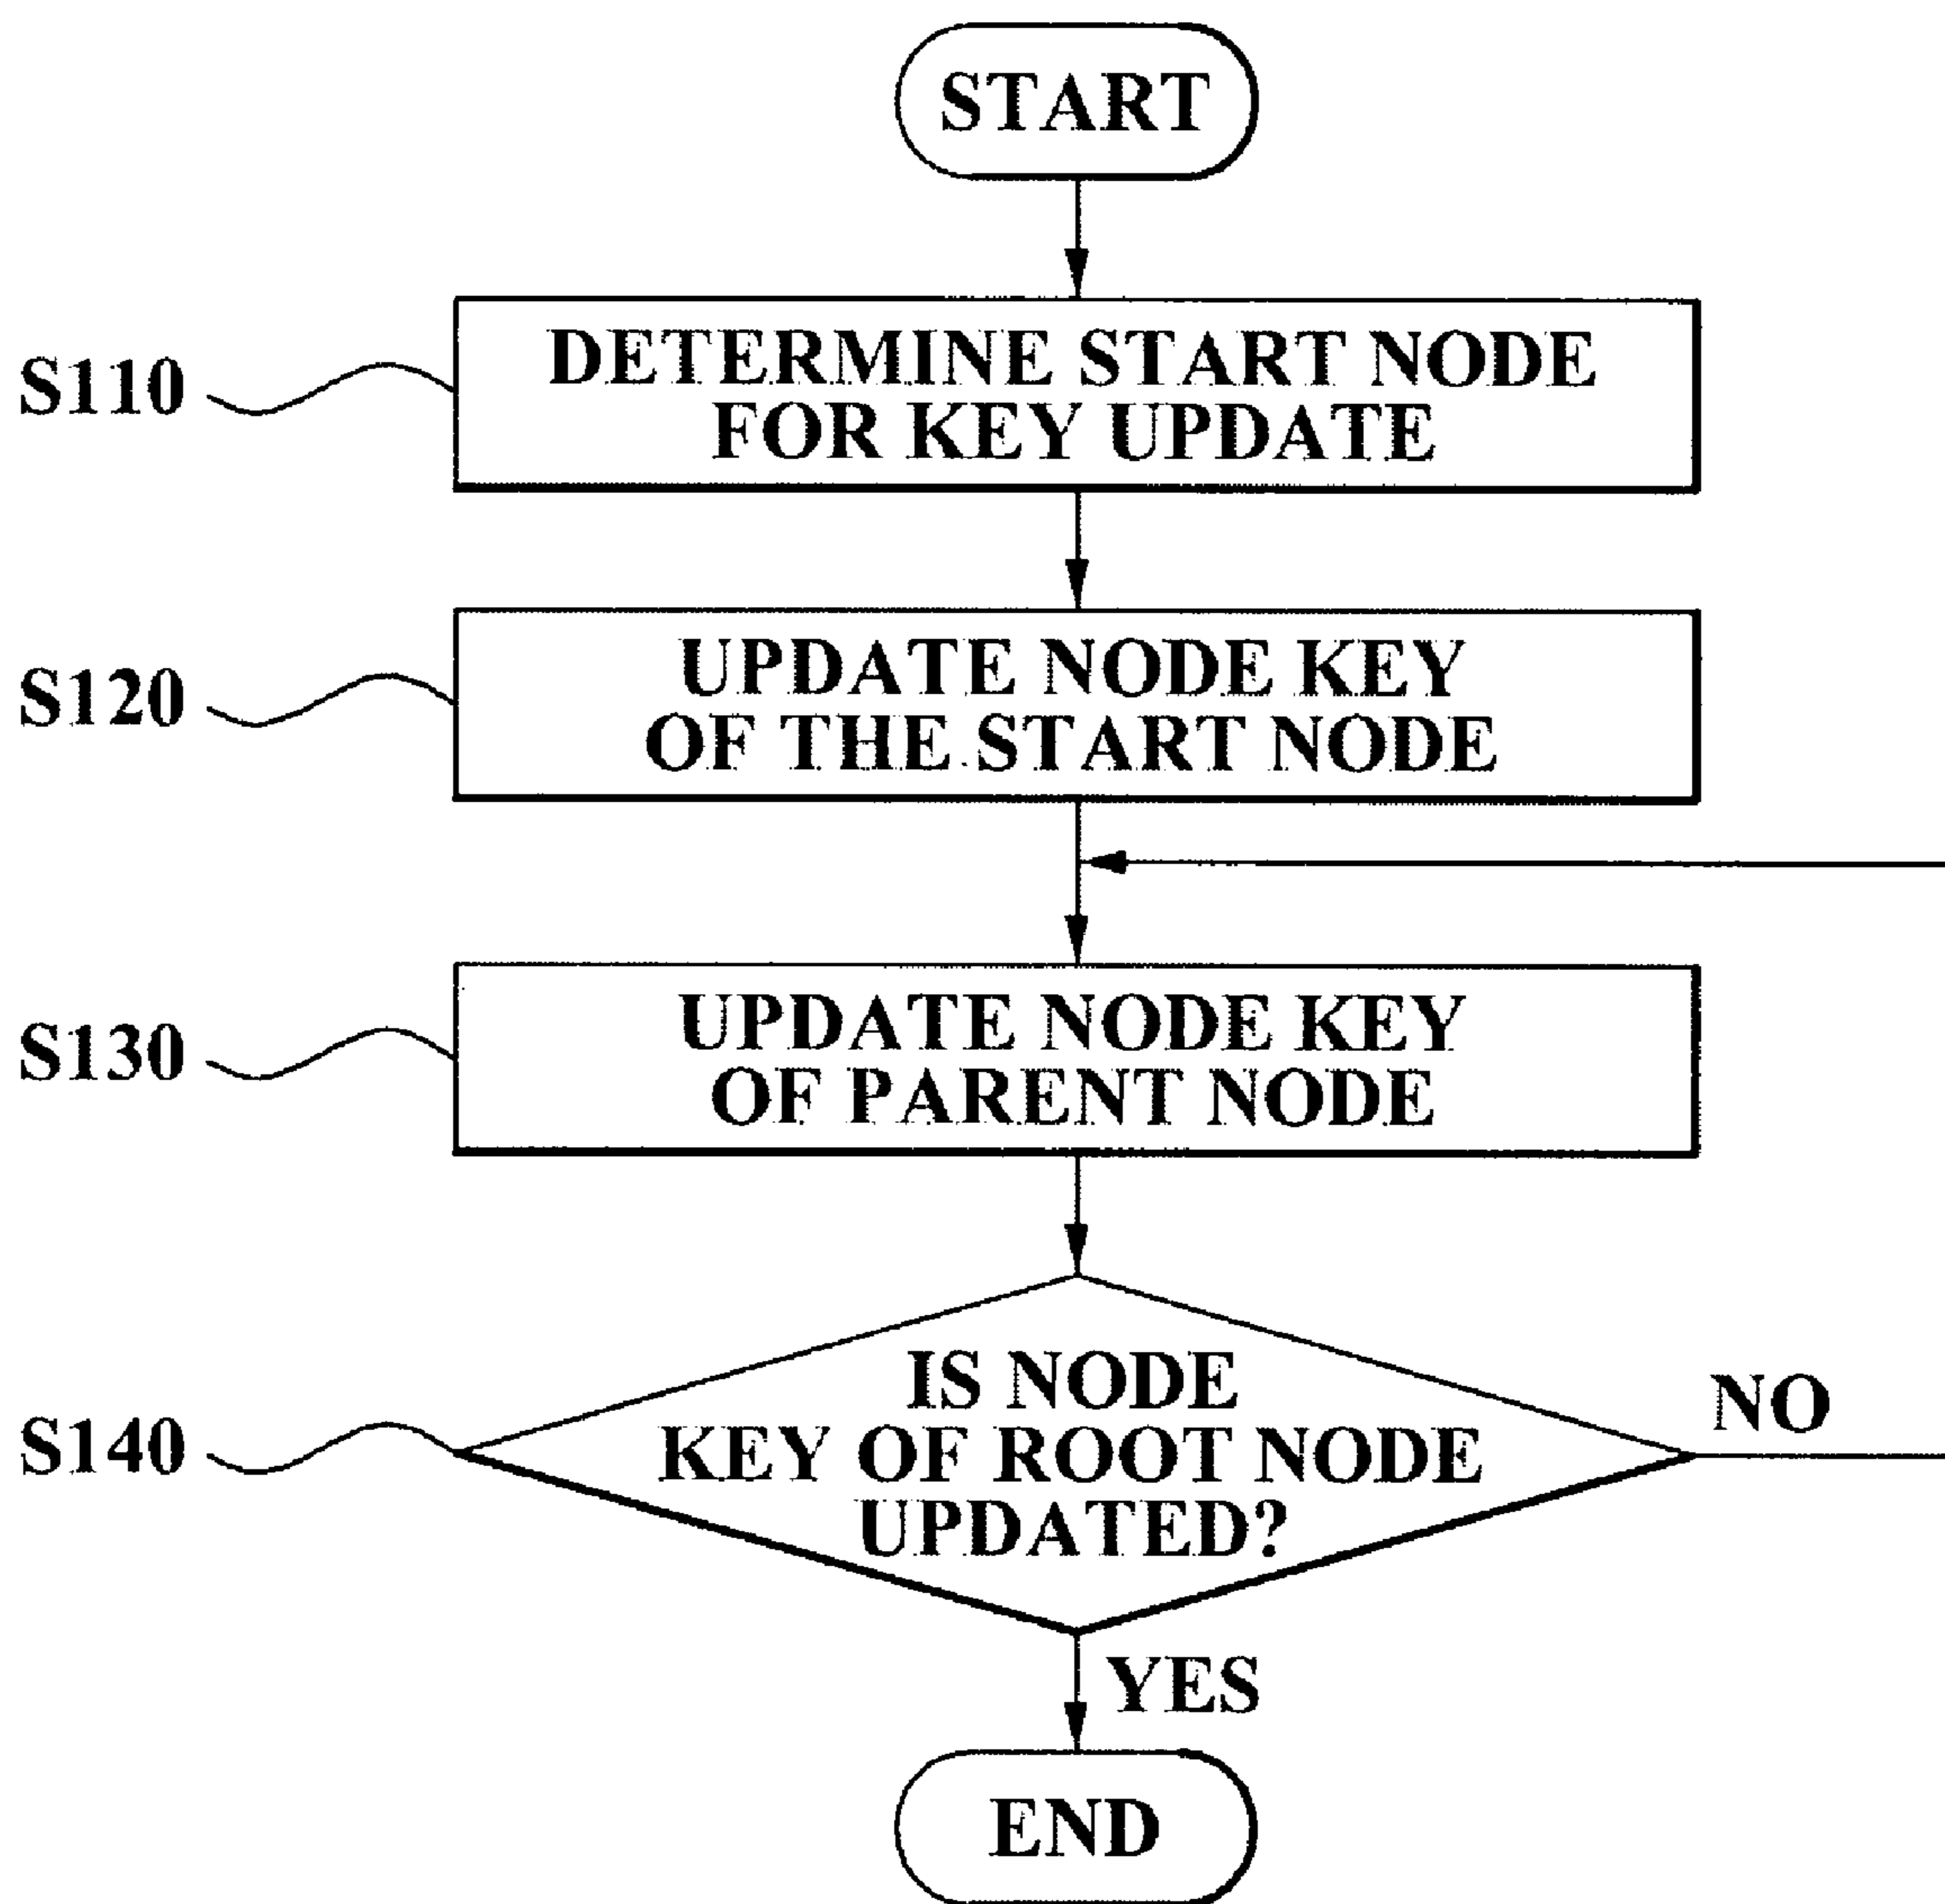 START
S110
DETERMINE START NODE
FOR KEY UPDATE
S120
UPDATE NODE KEY
OF THE START NODE
S130
UPDATE NODE KEY
OF PARENT NODE
S140
IS NODE
KEY OF ROOT NODE
UPDATED?
NO
YES
END